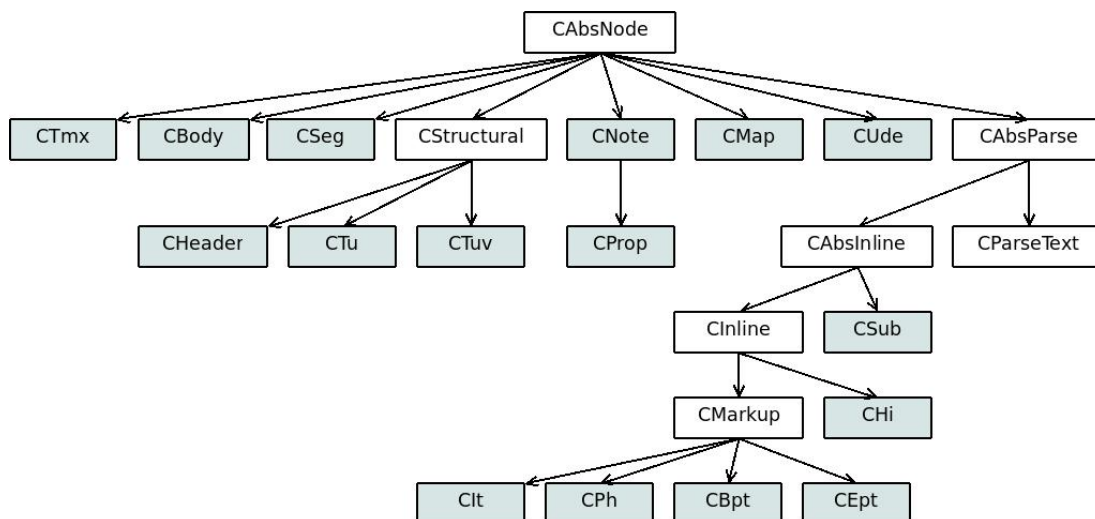 CAbsNode
CTmx
CBody
CSeg
CStructural
CNote
CMap
CUde
CAbsParse
CHeader
CTu
CTuv
CProp
CAbsInline
CParseText
CInline
CSub
CMarkup
CHi
CIt
CPh
CBpt
CEpt